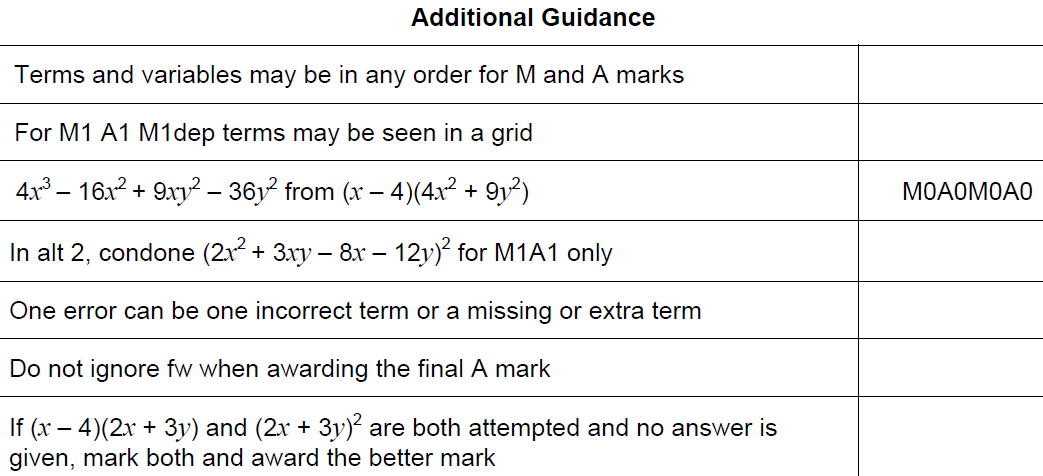 Additional Guidance
Terms and variables may be in any order for M and A marks
For M1 A1 M1dep terms may be seen in a grid
4x³ – 16x² + 9xy² – 36y² from (x – 4)(4x² + 9y²) M0A0M0A0
In alt 2, condone (2x² + 3xy – 8x – 12y)² for M1A1 only
One error can be one incorrect term or a missing or extra term
Do not ignore fw when awarding the final A mark
If (x – 4)(2x + 3y) and (2x + 3y)² are both attempted and no answer is
given, mark both and award the better mark